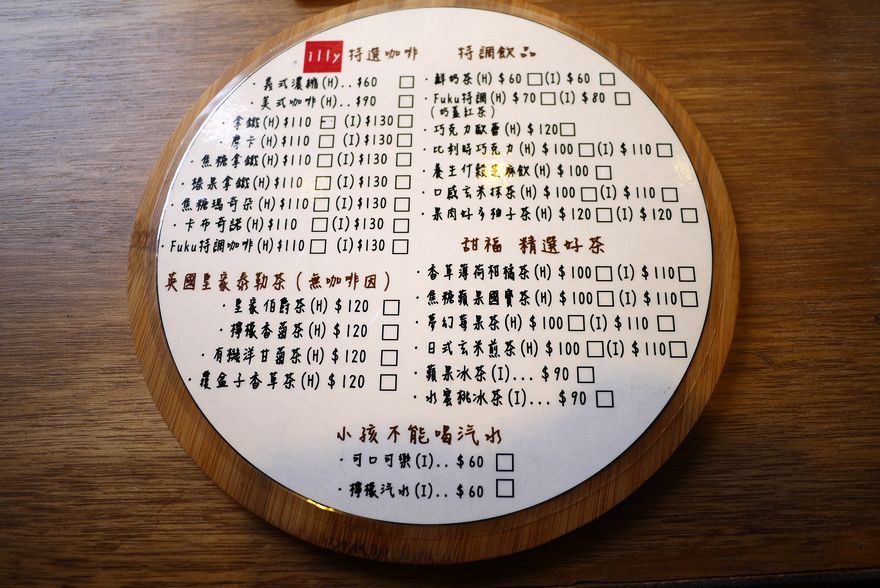 illy 特選咖啡
· 義式濃縮(H)..$60 □
· 美式咖啡(H)..$90 □
· 拿鐵(H)$110 □ (I)$130 □
· 摩卡(H)$110 □ (I)$130 □
· 焦糖拿鐵(H)$110 □ (I)$130 □
· 榛果拿鐵(H)$110 □ (I)$130 □
· 焦糖瑪奇朵(H)$110 □ (I)$130 □
· 卡布奇諾(H)$110 □ (I)$130 □
· Fuku特調咖啡(H)$110 □ (I)$130 □
英國皇家泰勒茶(無咖啡因)
· 皇家伯爵茶(H) $120 □
· 檸檬香薑茶(H) $120 □
· 有機洋甘菊茶(H) $120 □
· 覆盆子香草茶(H) $120 □
特調飲品
· 鮮奶茶(H) $60 □ (I) $60 □
· Fuku特調(H) $70 □ (I) $80 □
(奶蓋紅茶)
· 巧克力歐蕾(H) $120 □
· 比利時巧克力(H) $100 □ (I) $110 □
· 養生什穀芝麻飲(H) $100 □
· 口感玄米抹茶(H) $100 □ (I) $110 □
· 果肉好多柚子茶(H) $120 □ (I) $120 □
甜福 精選好茶
· 香草薄荷柑橘茶(H) $100 □ (I) $110 □
· 焦糖蘋果國寶茶(H) $100 □ (I) $110 □
· 夢幻莓果茶(H) $100 □ (I) $110 □
· 日式玄米煎茶(H) $100 □ (I) $110 □
· 蘋果冰茶(I)...$90 □
· 水蜜桃冰茶(I)...$90 □
小孩不能喝汽水
· 可口可樂(I)..$60 □
· 檸檬汽水(I)..$60 □